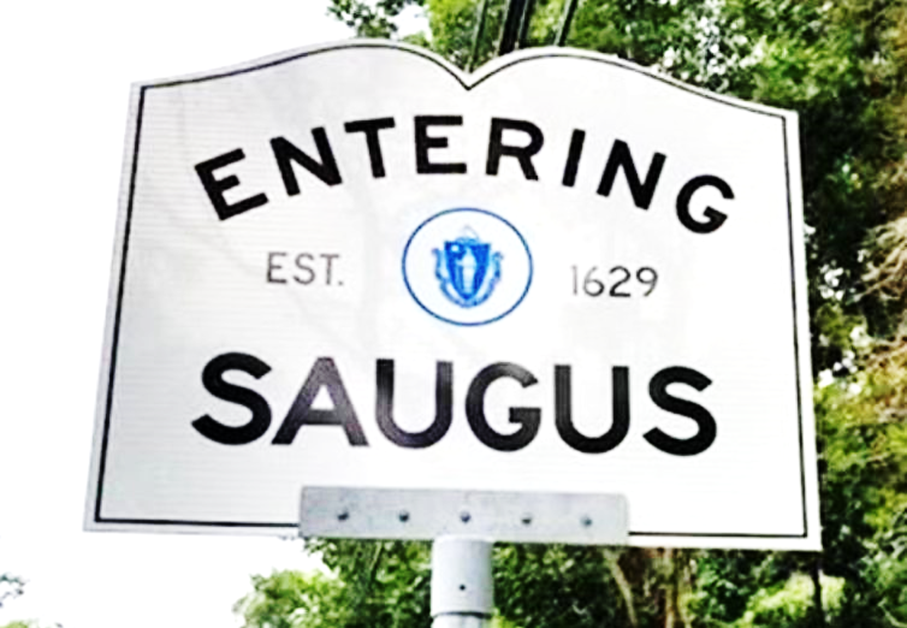 ENTERING
EST. 1629
SAUGUS